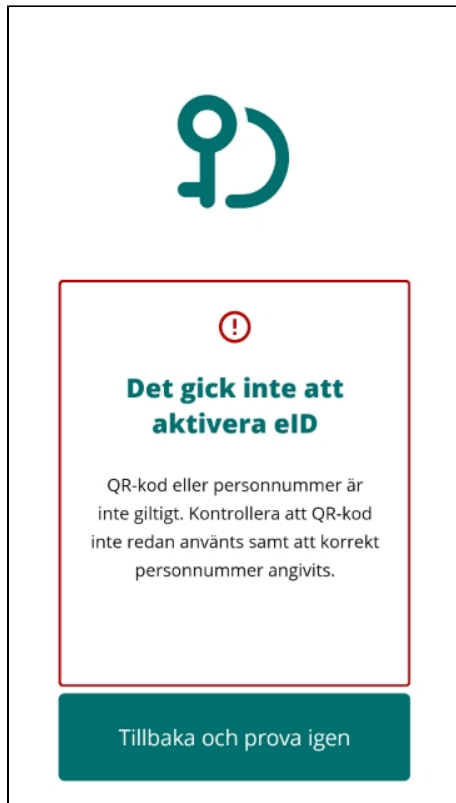 Det gick inte att
aktivera eID
QR-kod eller personnummer är
inte giltigt. Kontrollera att QR-kod
inte redan använts samt att korrekt
personnummer angivits.
Tillbaka och prova igen